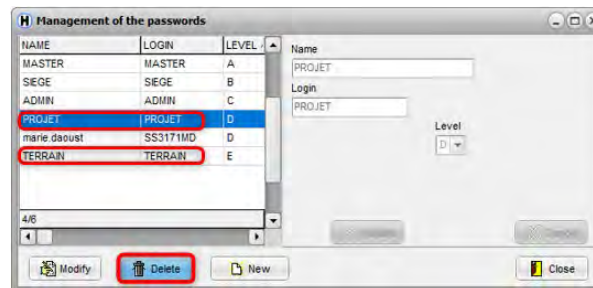 Management of the passwords
NAME LOGIN LEVEL
MASTER MASTER A
SIEGE SIEGE B
ADMIN ADMIN C
PROJET PROJET D
marie.daoust SS3171MD D
TERRAIN TERRAIN E
4/6
Name
PROJET
Login
PROJET
Level
D
Modify Delete New Close